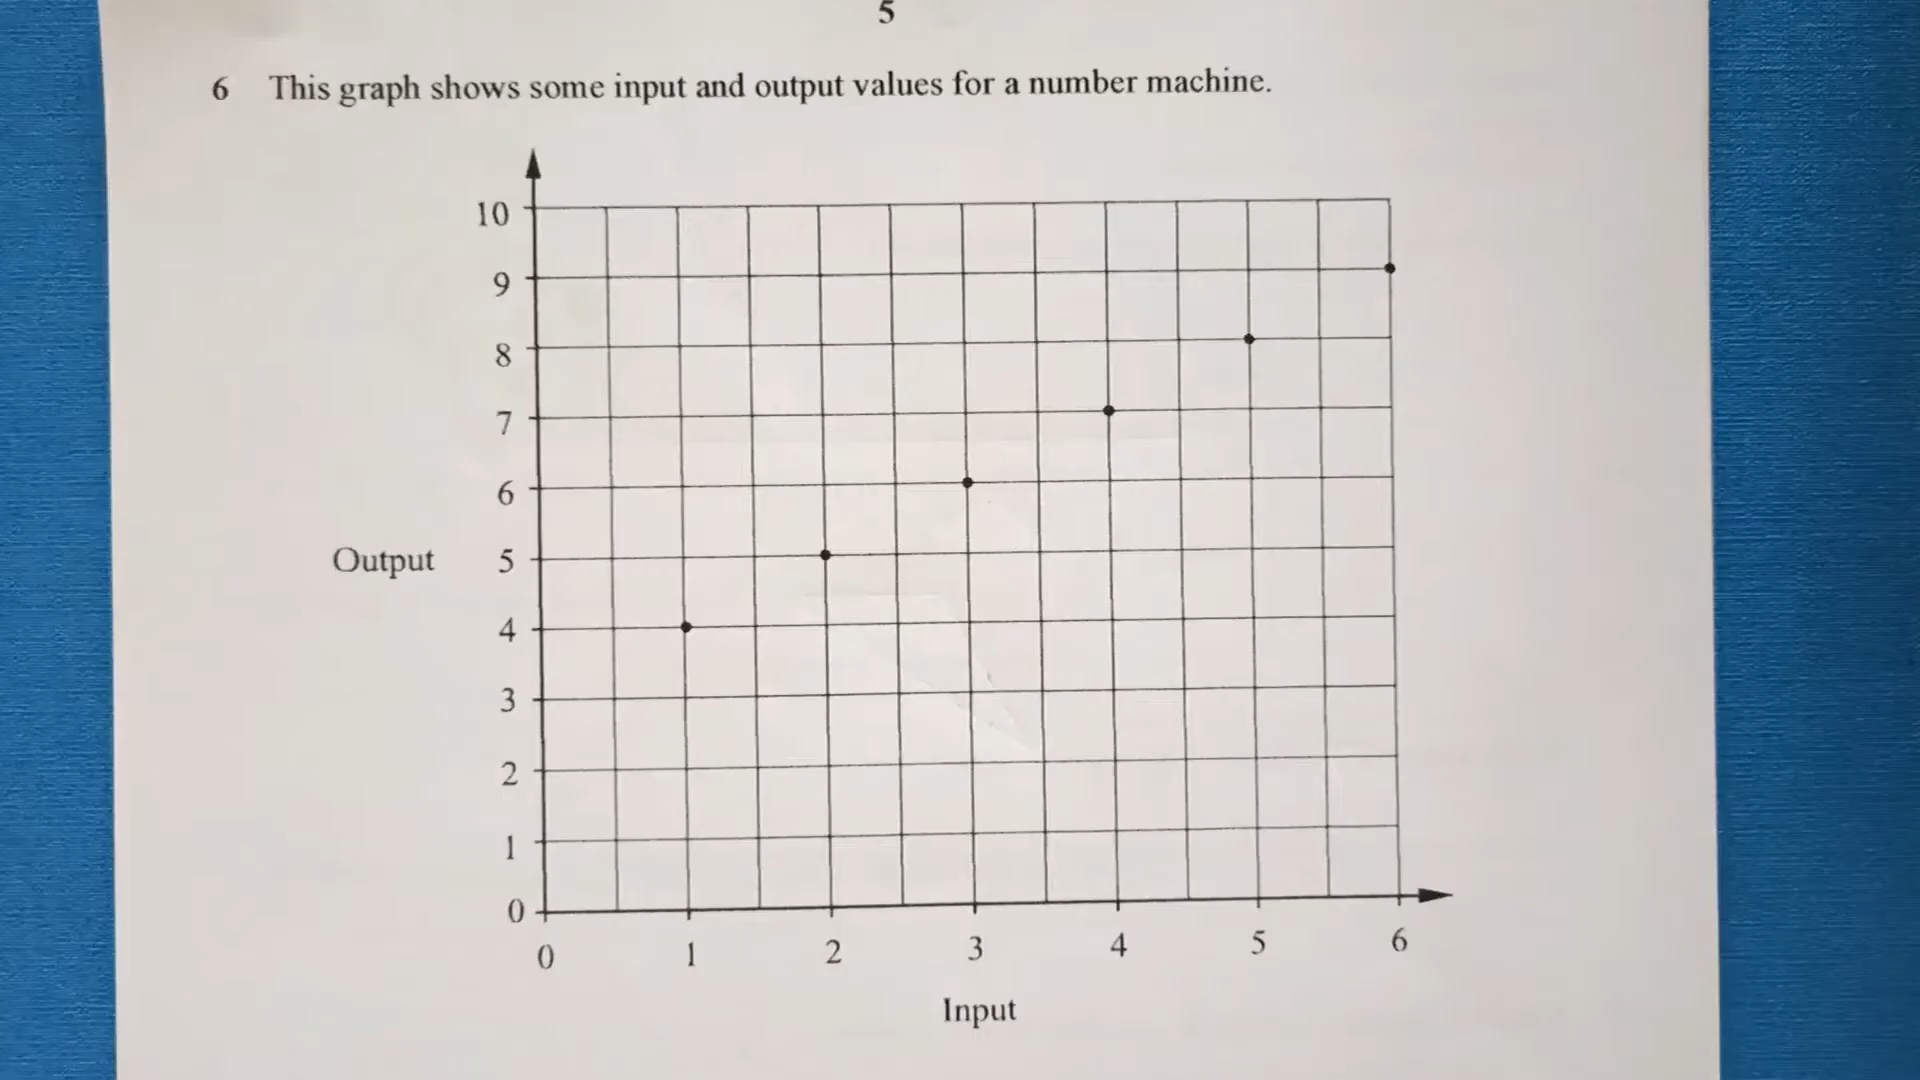 5
6 This graph shows some input and output values for a number machine.
10
9
8
7
6
Output 5
4
3
2
1
0
0 1 2 3 4 5 6
Input